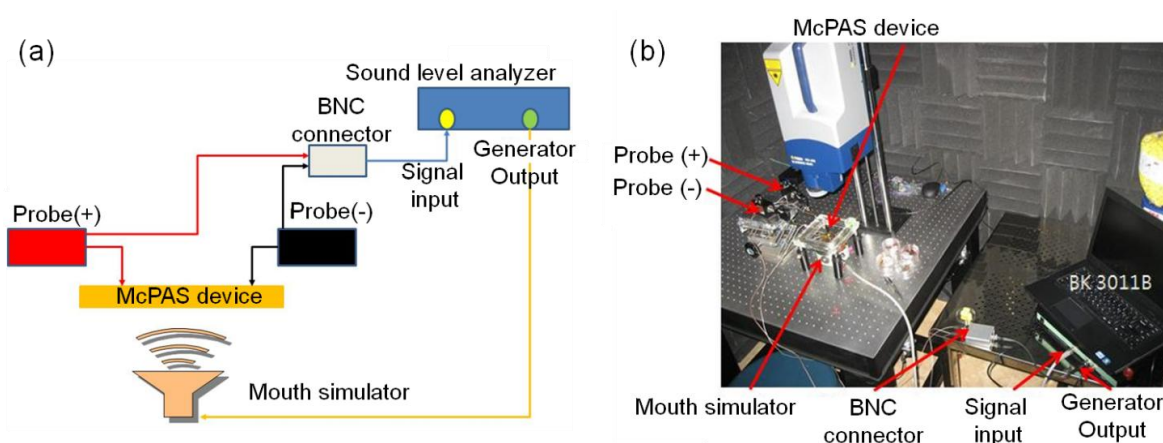 (a)
Sound level analyzer
BNC
connector
Signal
input
Generator
Output
Probe(+)
Probe(-)
McPAS device
Mouth simulator
(b)
McPAS device
Probe (+)
Probe (-)
BK 3011B
Mouth simulator
BNC
connector
Signal
input
Generator
Output